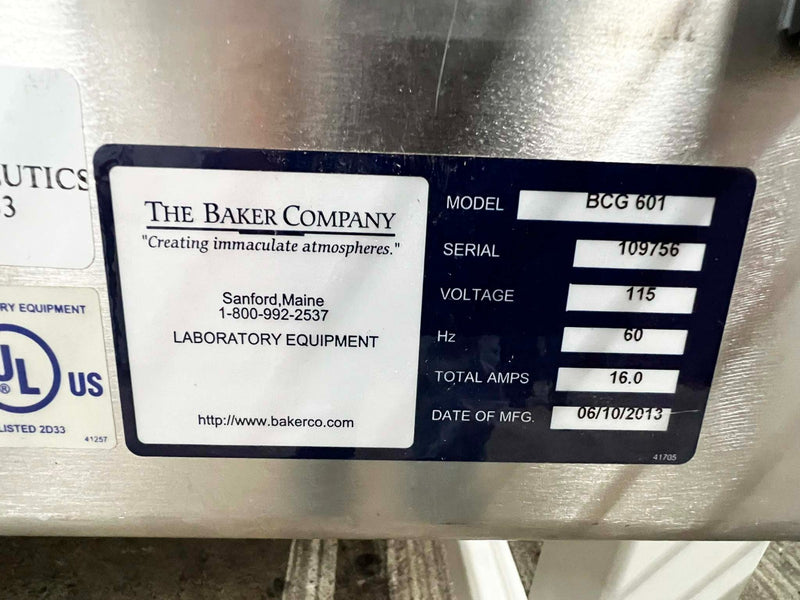 33
RY EQUIPMENT
UL
®
US
LISTED 2D33
41257
THE BAKER COMPANY
"Creating immaculate atmospheres."
Sanford,Maine
1-800-992-2537
LABORATORY EQUIPMENT
http://www.bakerco.com
MODEL BCG 601
SERIAL 109756
VOLTAGE 115
Hz 60
TOTAL AMPS 16.0
DATE OF MFG. 06/10/2013
41705